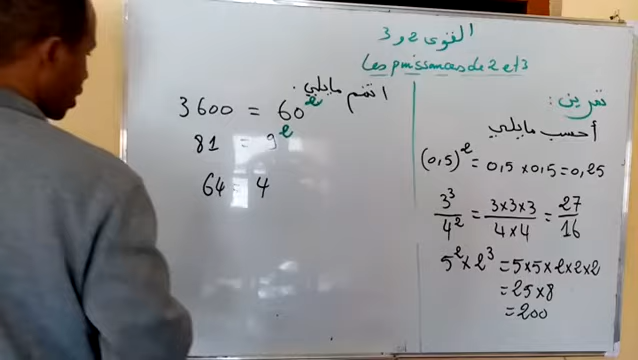 القوى 2 و 3
Les puissances de 2 et 3
تمرين :
أحسب مايلي
(0,5)² = 0,5 × 0,5 = 0,25
3³/4² = 3×3×3/4×4 = 27/16
5² × 2³ = 5×5×2×2×2
= 25×8
= 200
اتمم مايلي .
3600 = 60²
81 = 9²
64 = 4